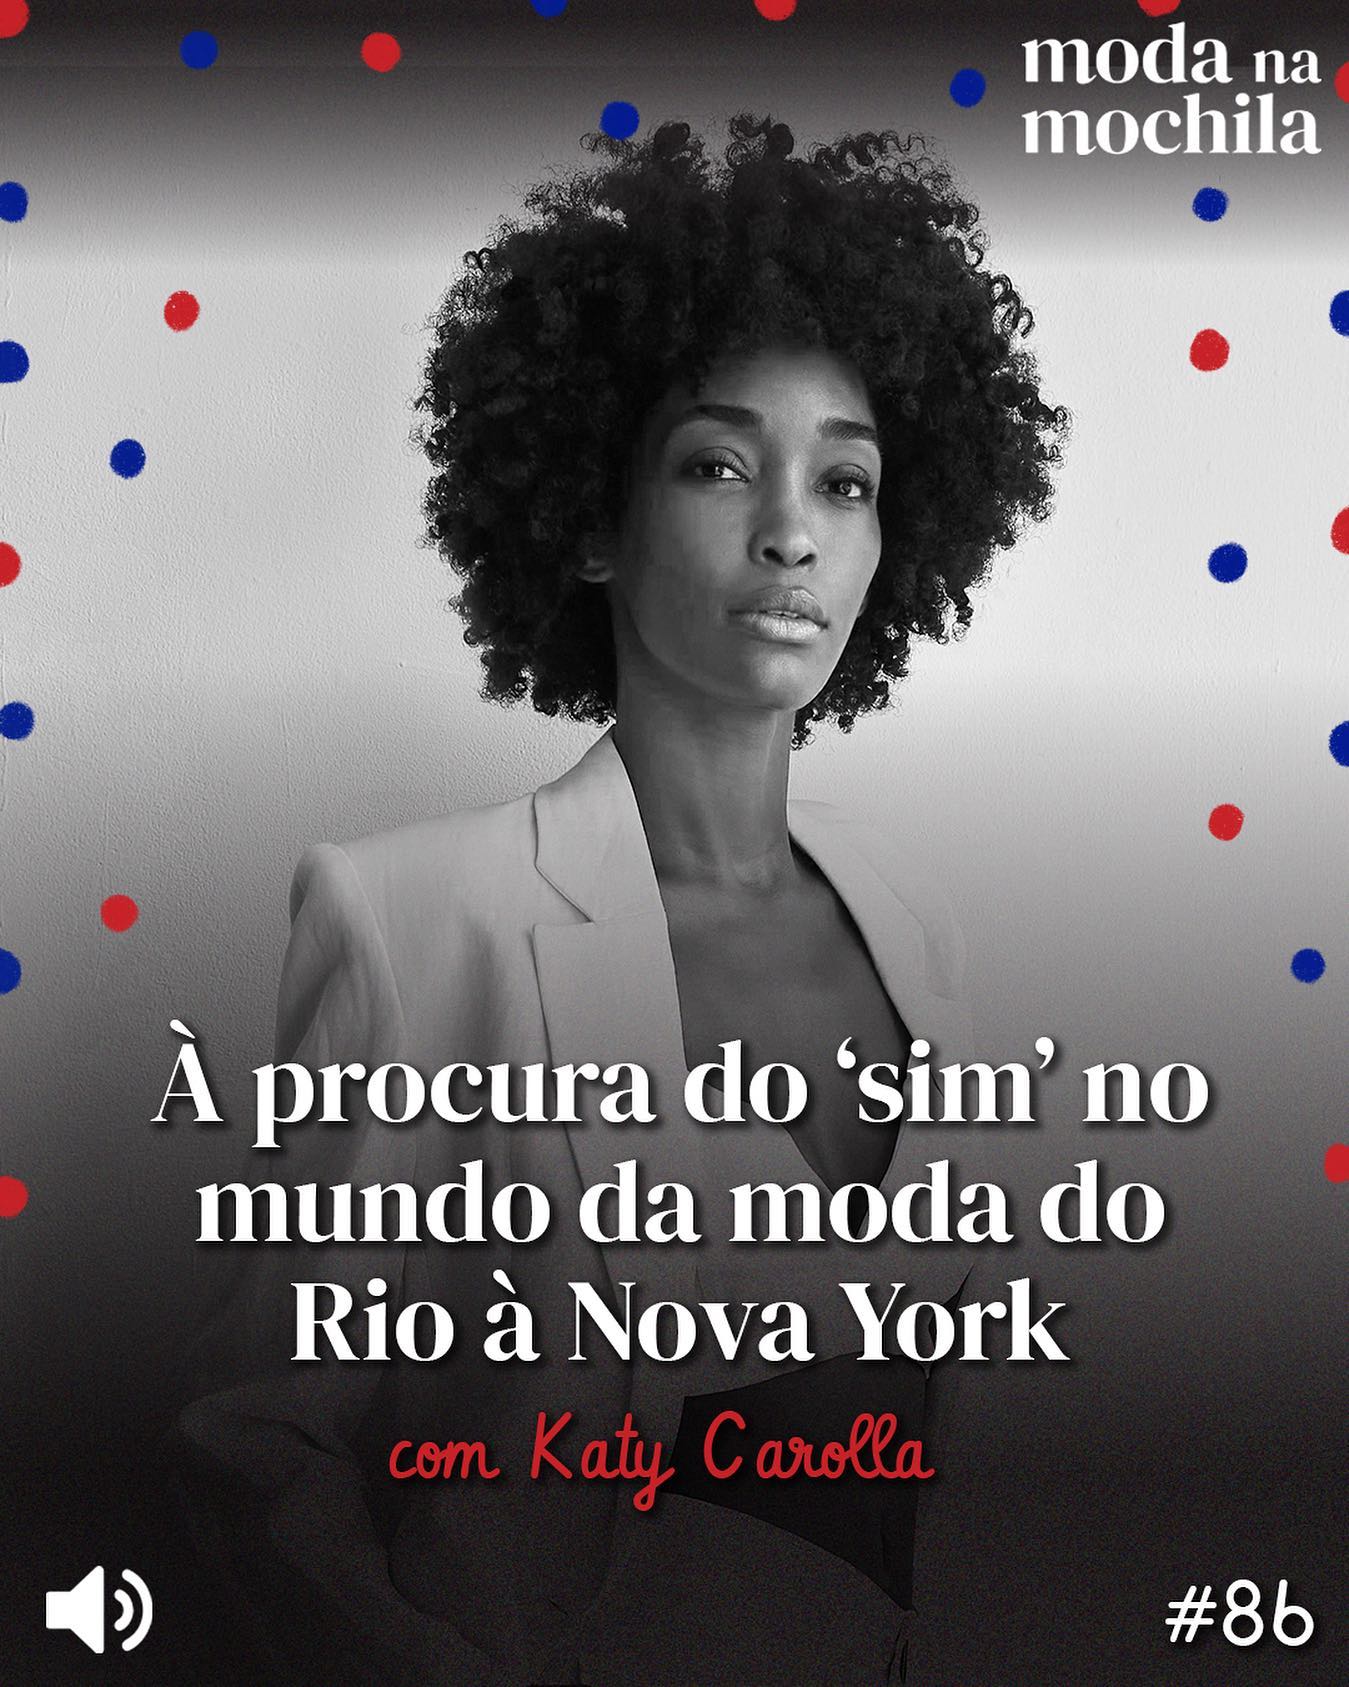 moda na
mochila
À procura do ‘sim’ no
mundo da moda do
Rio à Nova York
com Katy Carolla
#86